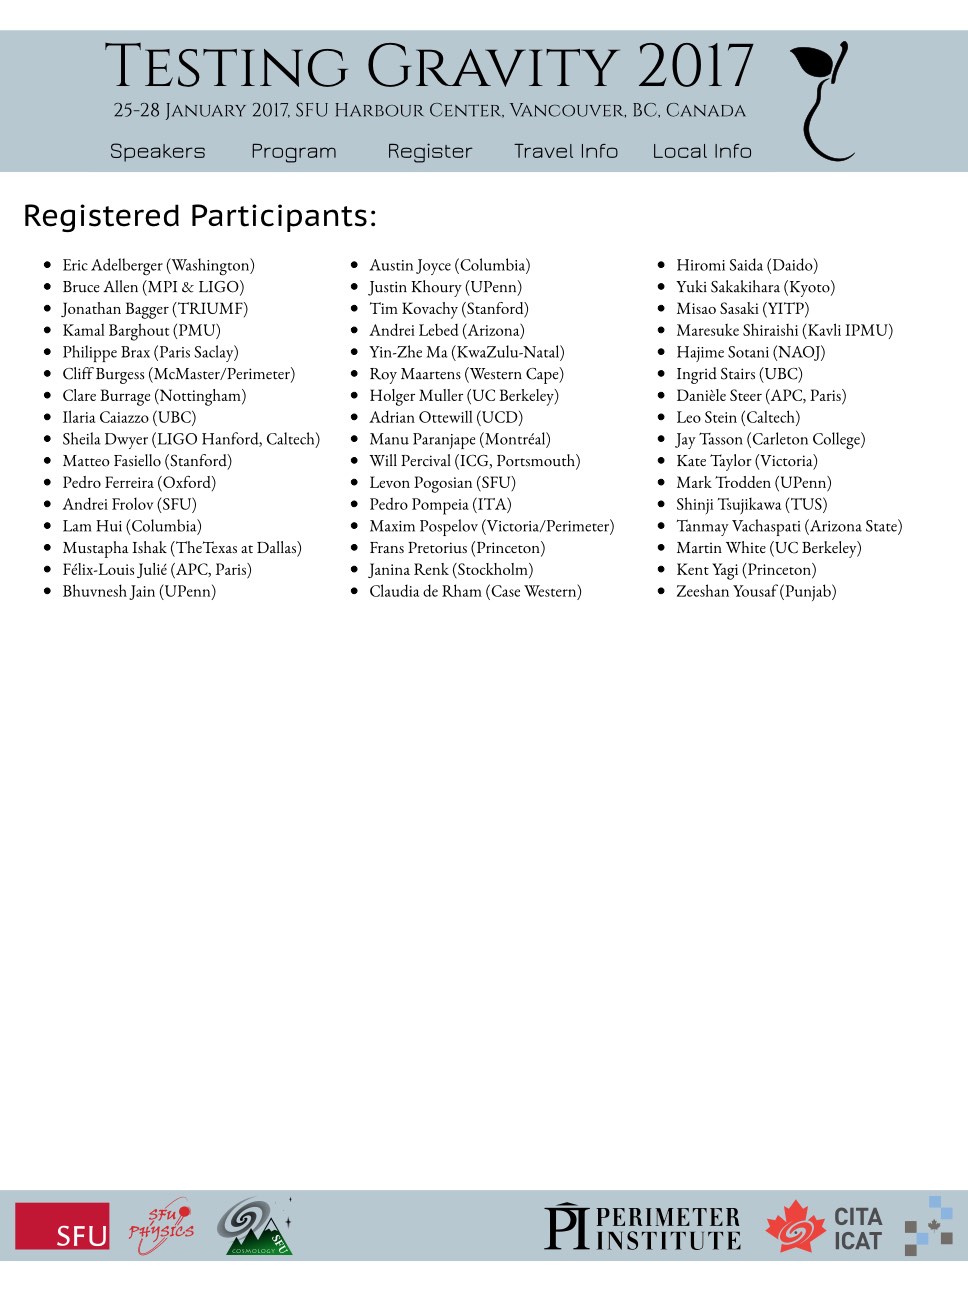 Testing Gravity 2017
25-28 January 2017, SFU Harbour Center, Vancouver, BC, Canada
Speakers Program Register Travel Info Local Info
Registered Participants:
• Eric Adelberger (Washington)
• Bruce Allen (MPI & LIGO)
• Jonathan Bagger (TRIUMF)
• Kamal Barghout (PMU)
• Philippe Brax (Paris Saclay)
• Cliff Burgess (McMaster/Perimeter)
• Clare Burrage (Nottingham)
• Ilaria Caiazzo (UBC)
• Sheila Dwyer (LIGO Hanford, Caltech)
• Matteo Fasiello (Stanford)
• Pedro Ferreira (Oxford)
• Andrei Frolov (SFU)
• Lam Hui (Columbia)
• Mustapha Ishak (TheTexas at Dallas)
• Félix-Louis Julié (APC, Paris)
• Bhuvnesh Jain (UPenn)
• Austin Joyce (Columbia)
• Justin Khoury (UPenn)
• Tim Kovachy (Stanford)
• Andrei Lebed (Arizona)
• Yin-Zhe Ma (KwaZulu-Natal)
• Roy Maartens (Western Cape)
• Holger Muller (UC Berkeley)
• Adrian Ottewill (UCD)
• Manu Paranjape (Montréal)
• Will Percival (ICG, Portsmouth)
• Levon Pogosian (SFU)
• Pedro Pompeia (ITA)
• Maxim Pospelov (Victoria/Perimeter)
• Frans Pretorius (Princeton)
• Janina Renk (Stockholm)
• Claudia de Rham (Case Western)
• Hiromi Saida (Daido)
• Yuki Sakakihara (Kyoto)
• Misao Sasaki (YITP)
• Maresuke Shiraishi (Kavli IPMU)
• Hajime Sotani (NAOJ)
• Ingrid Stairs (UBC)
• Danièle Steer (APC, Paris)
• Leo Stein (Caltech)
• Jay Tasson (Carleton College)
• Kate Taylor (Victoria)
• Mark Trodden (UPenn)
• Shinji Tsujikawa (TUS)
• Tanmay Vachaspati (Arizona State)
• Martin White (UC Berkeley)
• Kent Yagi (Princeton)
• Zeeshan Yousaf (Punjab)
SFU
SFU
PHYSICS
COSMOLOGY SFU
PI PERIMETER
INSTITUTE
CITA
ICAT